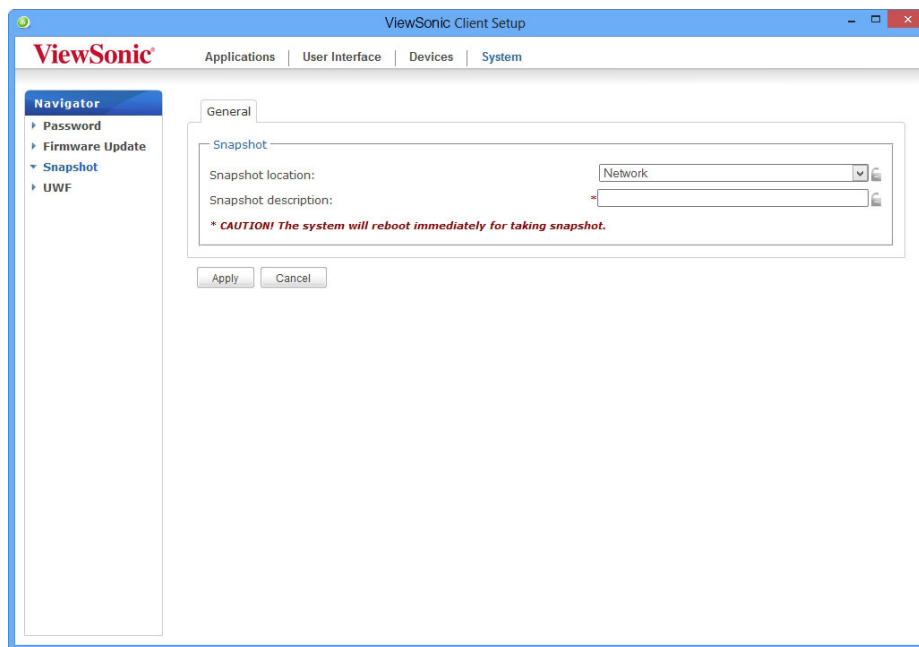 ViewSonic Client Setup
ViewSonic®
Applications | User Interface | Devices | System
Navigator
Password
Firmware Update
Snapshot
UWF
General
Snapshot
Snapshot location:
Network
Snapshot description:
*
* CAUTION! The system will reboot immediately for taking snapshot.
Apply
Cancel